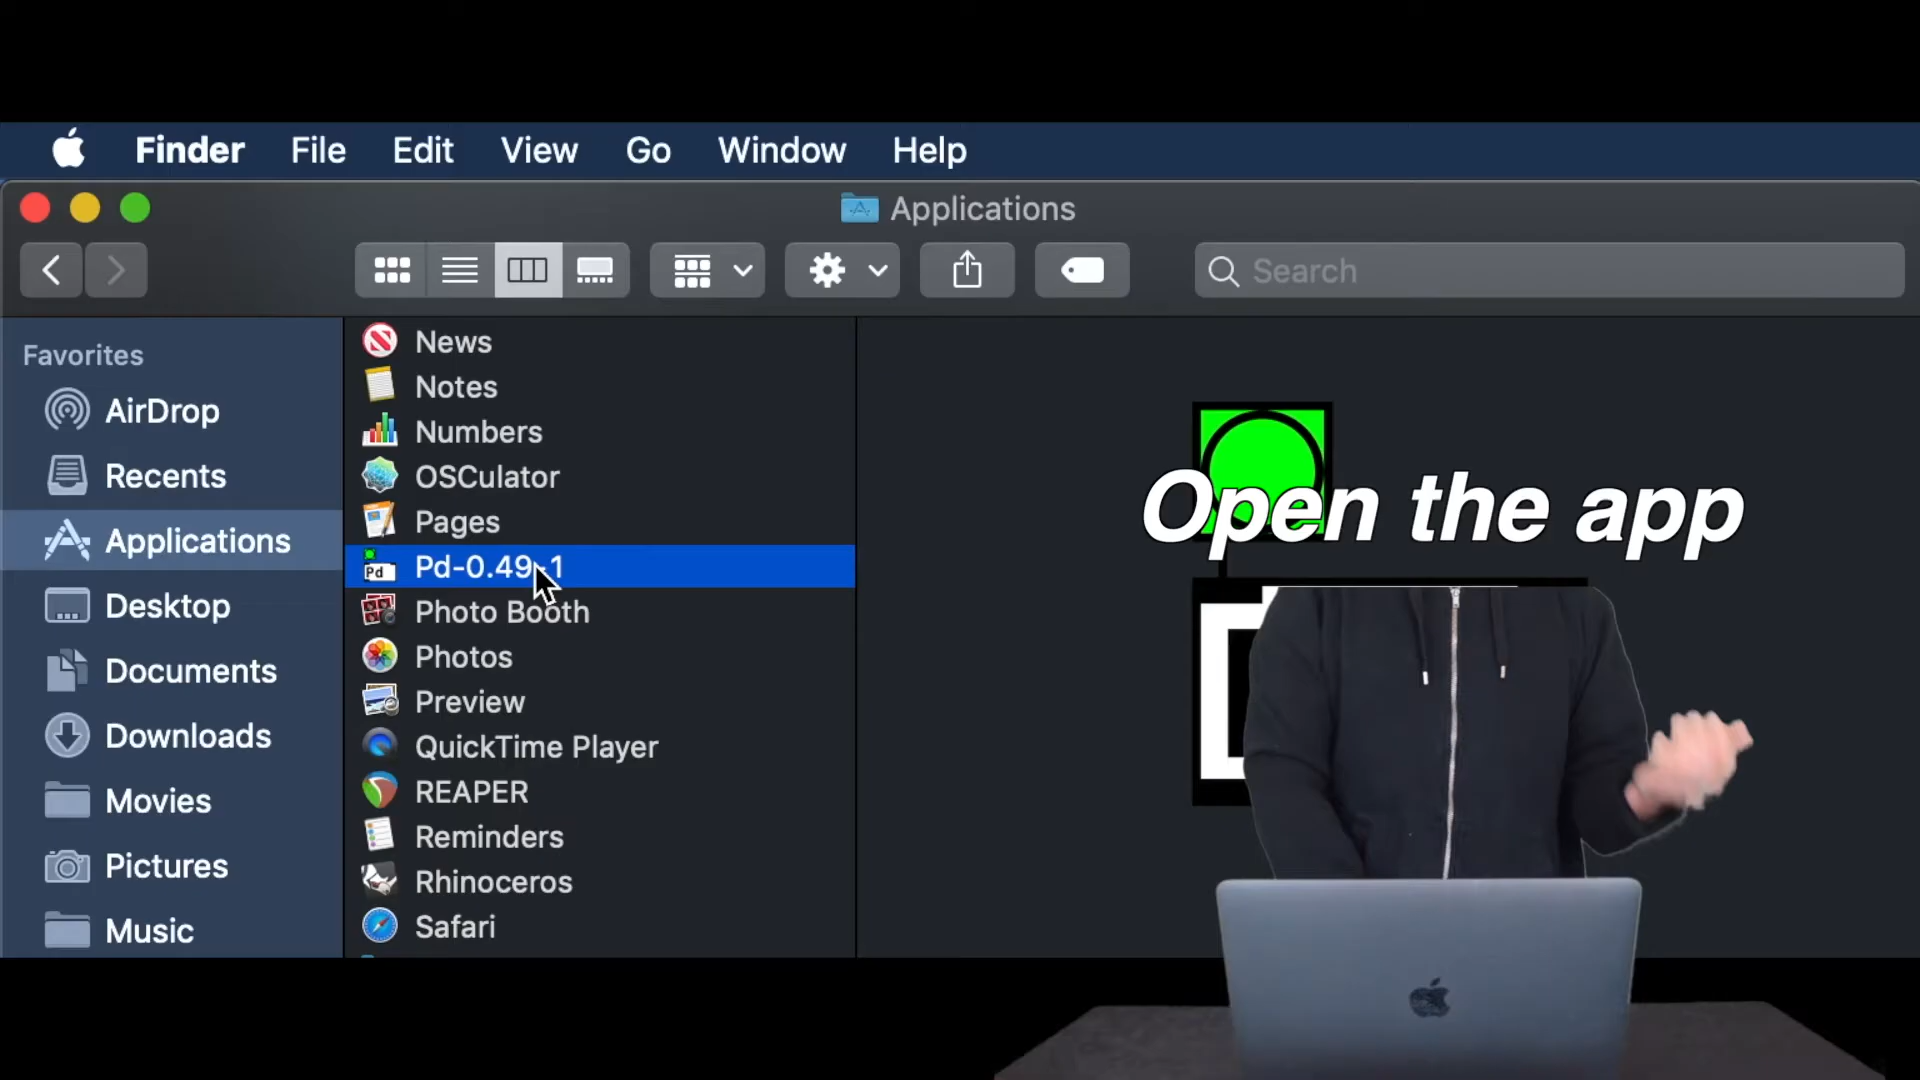 Finder File Edit View Go Window Help
Applications
Search
Favorites
AirDrop
Recents
Applications
Desktop
Documents
Downloads
Movies
Pictures
Music
News
Notes
Numbers
OSCulator
Pages
Pd
Pd-0.49-1
Photo Booth
Photos
Preview
QuickTime Player
REAPER
Reminders
Rhinoceros
Safari
Open the app